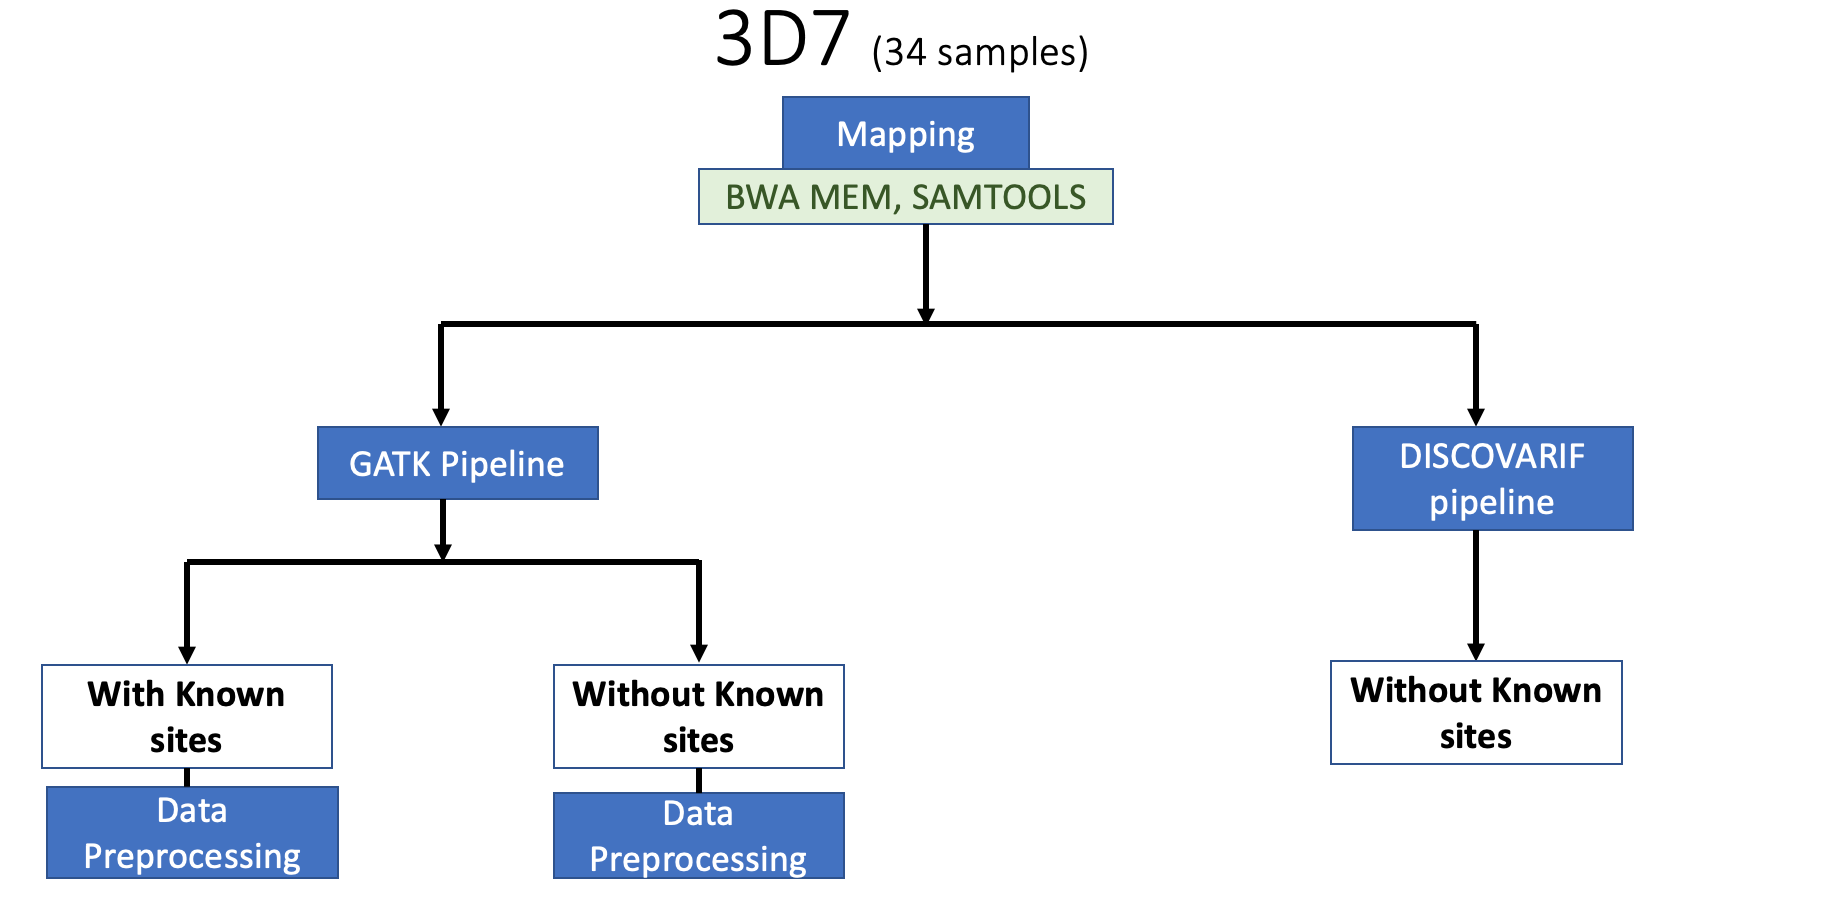 3D7 (34 samples)
Mapping
BWA MEM, SAMTOOLS
GATK Pipeline
DISCOVARIF
pipeline
With Known
sites
Without Known
sites
Without Known
sites
Data
Preprocessing
Data
Preprocessing